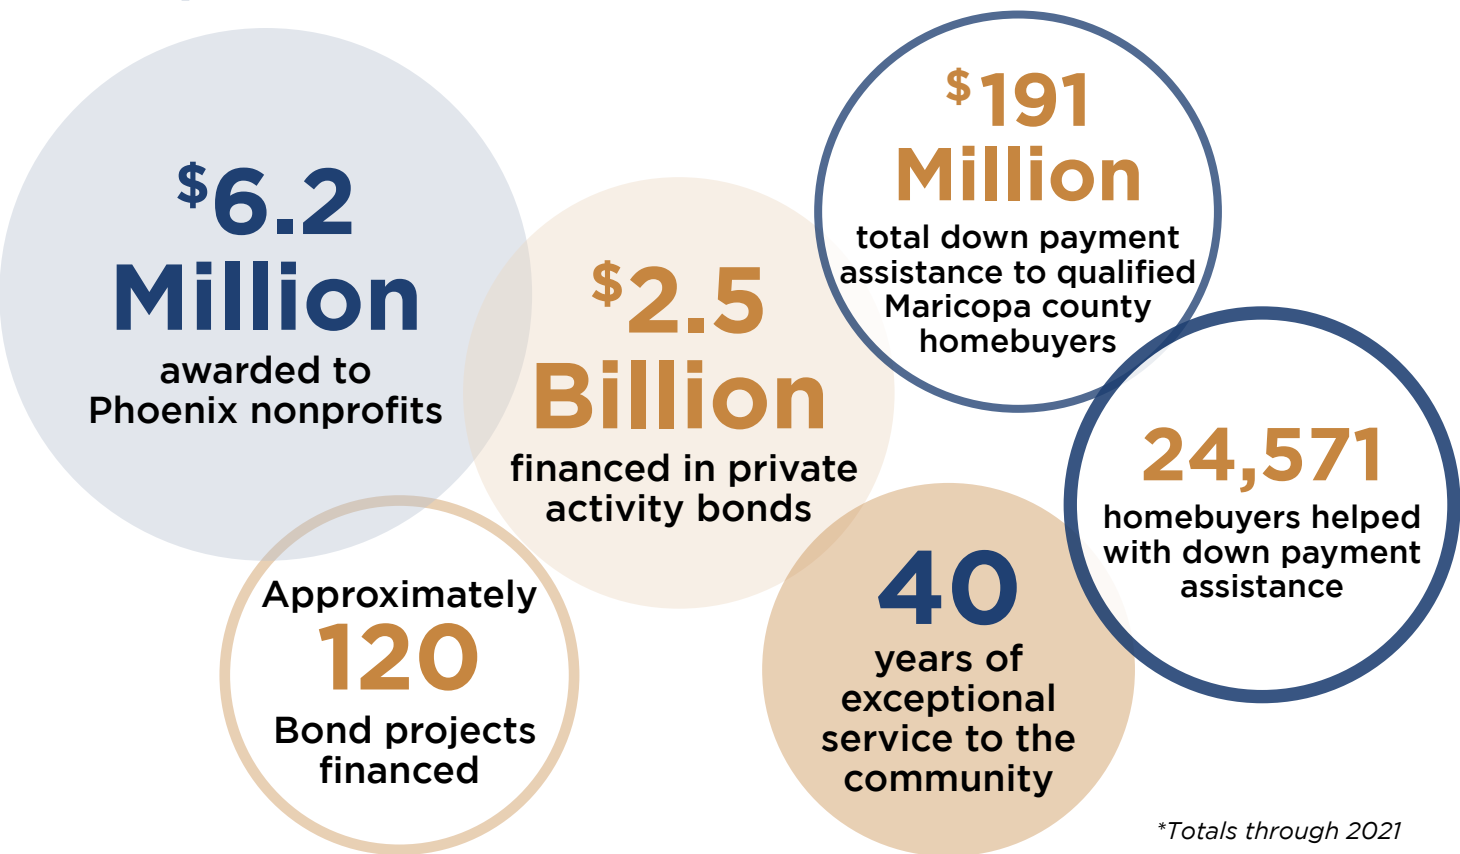 $6.2
Million
awarded to
Phoenix nonprofits
$2.5
Billion
financed in private
activity bonds
$191
Million
total down payment
assistance to qualified
Maricopa county
homebuyers
24,571
homebuyers helped
with down payment
assistance
Approximately
120
Bond projects
financed
40
years of
exceptional
service to the
community
*Totals through 2021